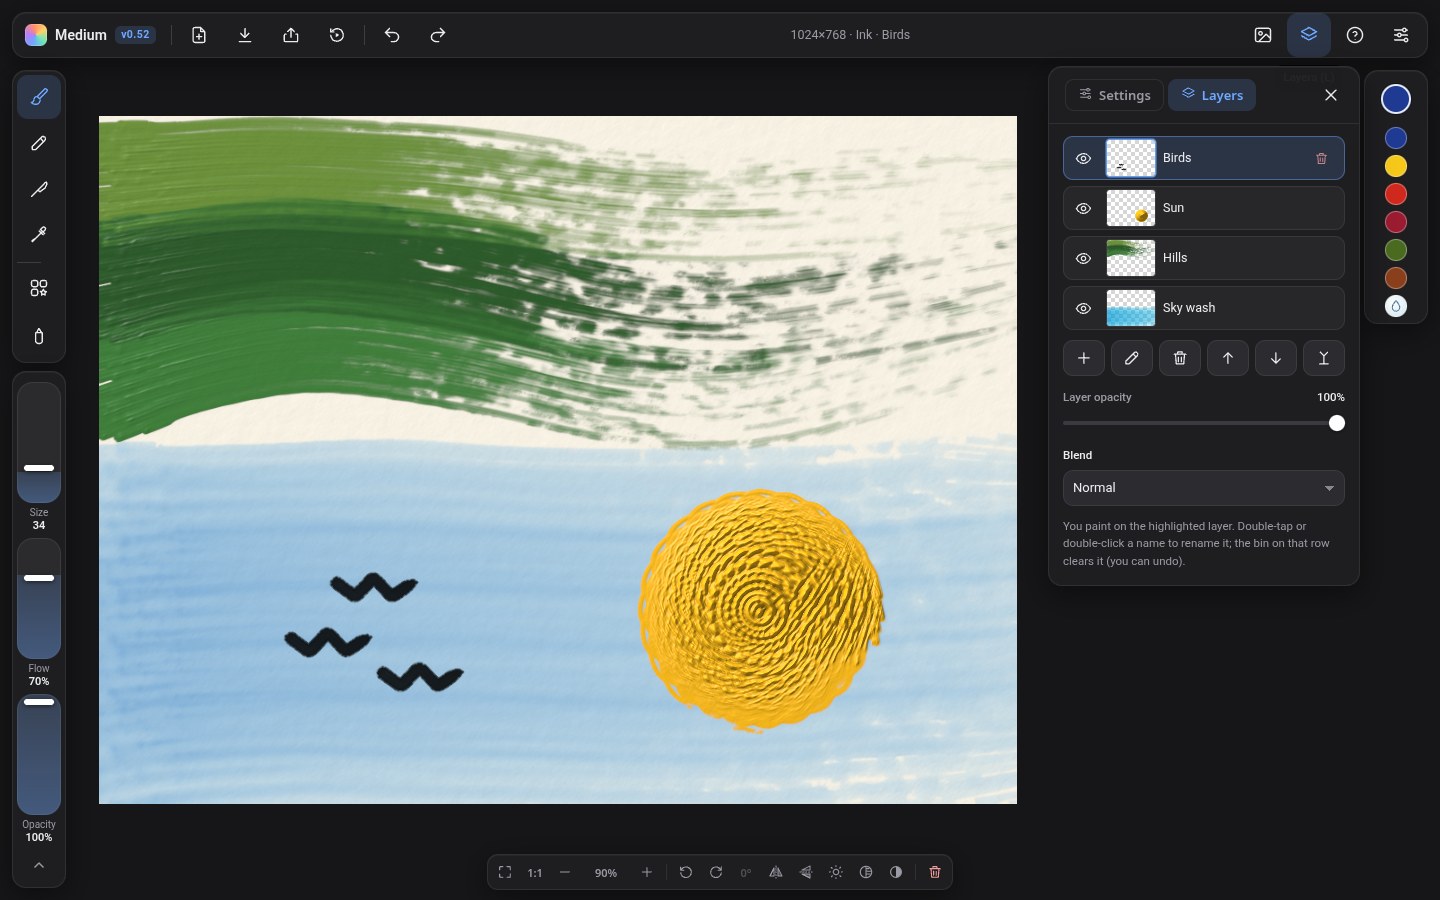 Medium v0.52
1024×768 · Ink · Birds
Layers (L)
Settings Layers
Birds
Sun
Hills
Sky wash
Layer opacity 100%
Blend
Normal
You paint on the highlighted layer. Double-tap or
double-click a name to rename it; the bin on that row
clears it (you can undo).
Size
34
Flow
70%
Opacity
100%
1:1 90% 0°